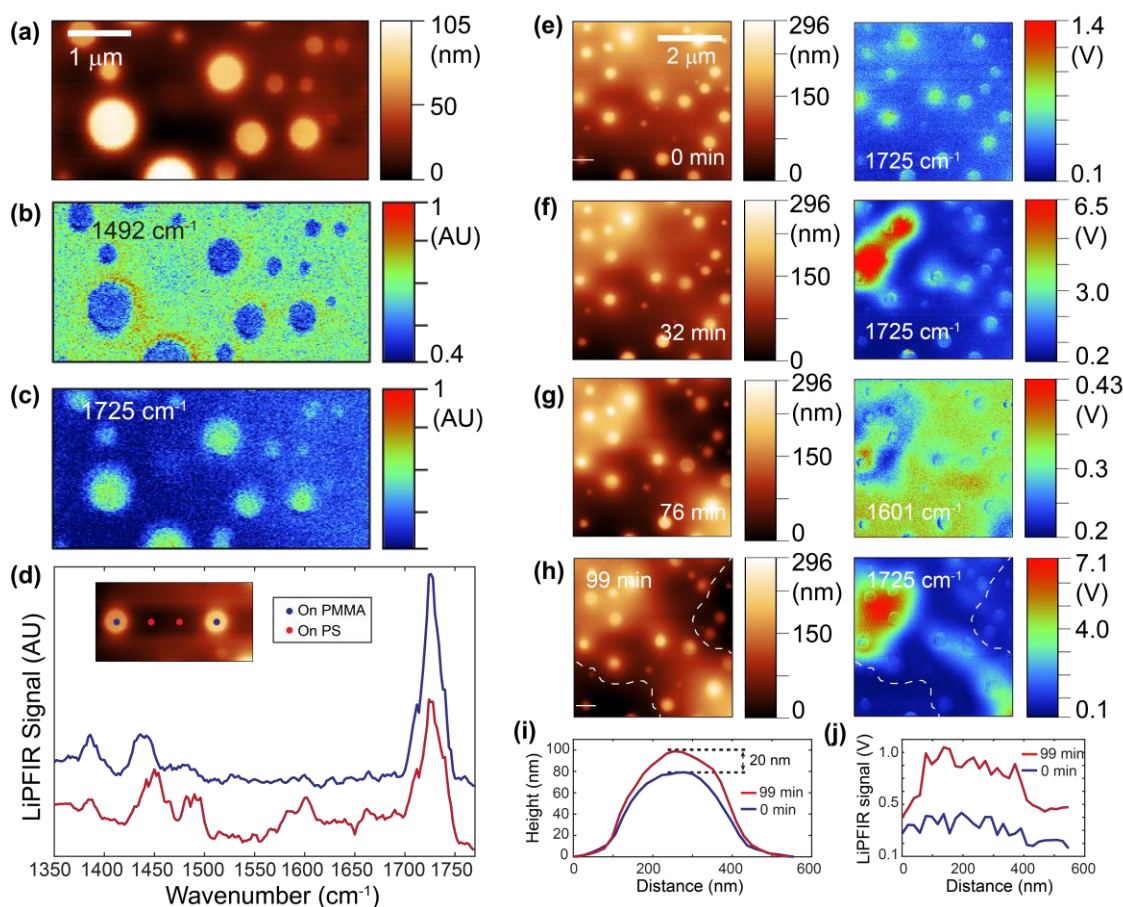 (a)
1 μm
105
(nm)
50
0
(b)
1492 cm⁻¹
1
(AU)
0.4
(c)
1725 cm⁻¹
1
(AU)
(d)
On PMMA
On PS
LiPFIR Signal (AU)
1350 1400 1450 1500 1550 1600 1650 1700 1750
Wavenumber (cm⁻¹)
(e)
2 μm
0 min
296
(nm)
150
0
1725 cm⁻¹
1.4
(V)
0.1
(f)
32 min
296
(nm)
150
0
1725 cm⁻¹
6.5
(V)
3.0
0.2
(g)
76 min
296
(nm)
150
0
1601 cm⁻¹
0.43
(V)
0.3
0.2
(h)
99 min
296
(nm)
150
0
1725 cm⁻¹
7.1
(V)
4.0
0.1
(i)
Height (nm)
100
80
60
40
20
0
20 nm
99 min
0 min
0 200 400 600
Distance (nm)
(j)
LiPFIR signal (V)
1.0
0.5
0.1
99 min
0 min
0 200 400 600
Distance (nm)